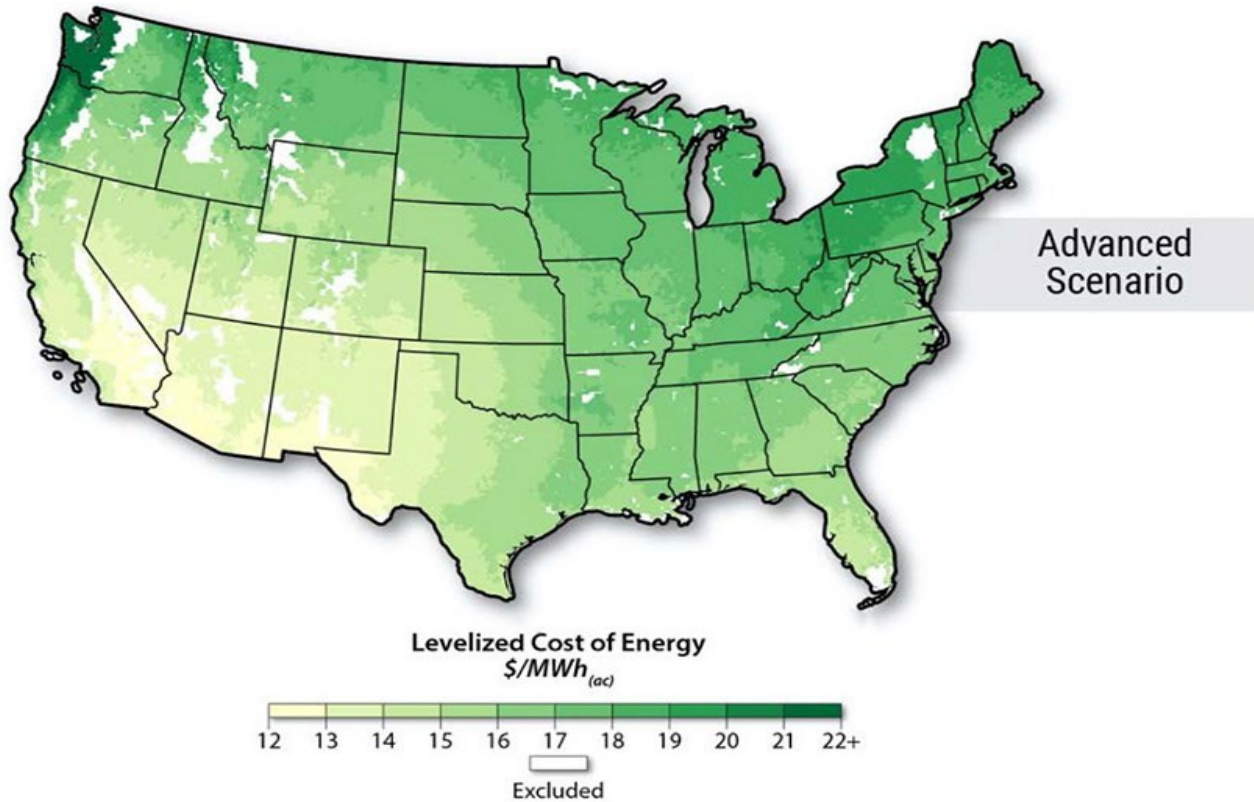 Advanced
Scenario
Levelized Cost of Energy
$/MWh(ac)
12 13 14 15 16 17 18 19 20 21 22+
Excluded